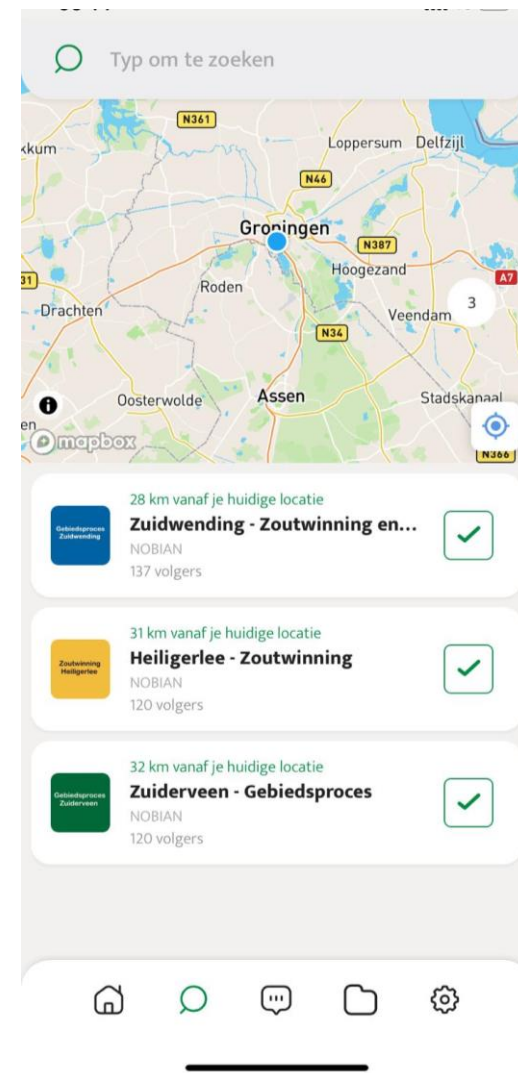 Typ om te zoeken
N361
kkum
Loppersum
Delfzijl
N46
Groningen
N387
Hoogezand
31
Roden
A7
Drachten
3
Veendam
N34
Oosterwolde
Assen
Stadskanaal
en
mapbox
N366
28 km vanaf je huidige locatie
Gebiedsproces
Zuidwending
Zuidwending - Zoutwinning en...
NOBIAN
137 volgers
31 km vanaf je huidige locatie
Zoutwinning
Heiligerlee
Heiligerlee - Zoutwinning
NOBIAN
120 volgers
32 km vanaf je huidige locatie
Gebiedsproces
Zuiderveen
Zuiderveen - Gebiedsproces
NOBIAN
120 volgers